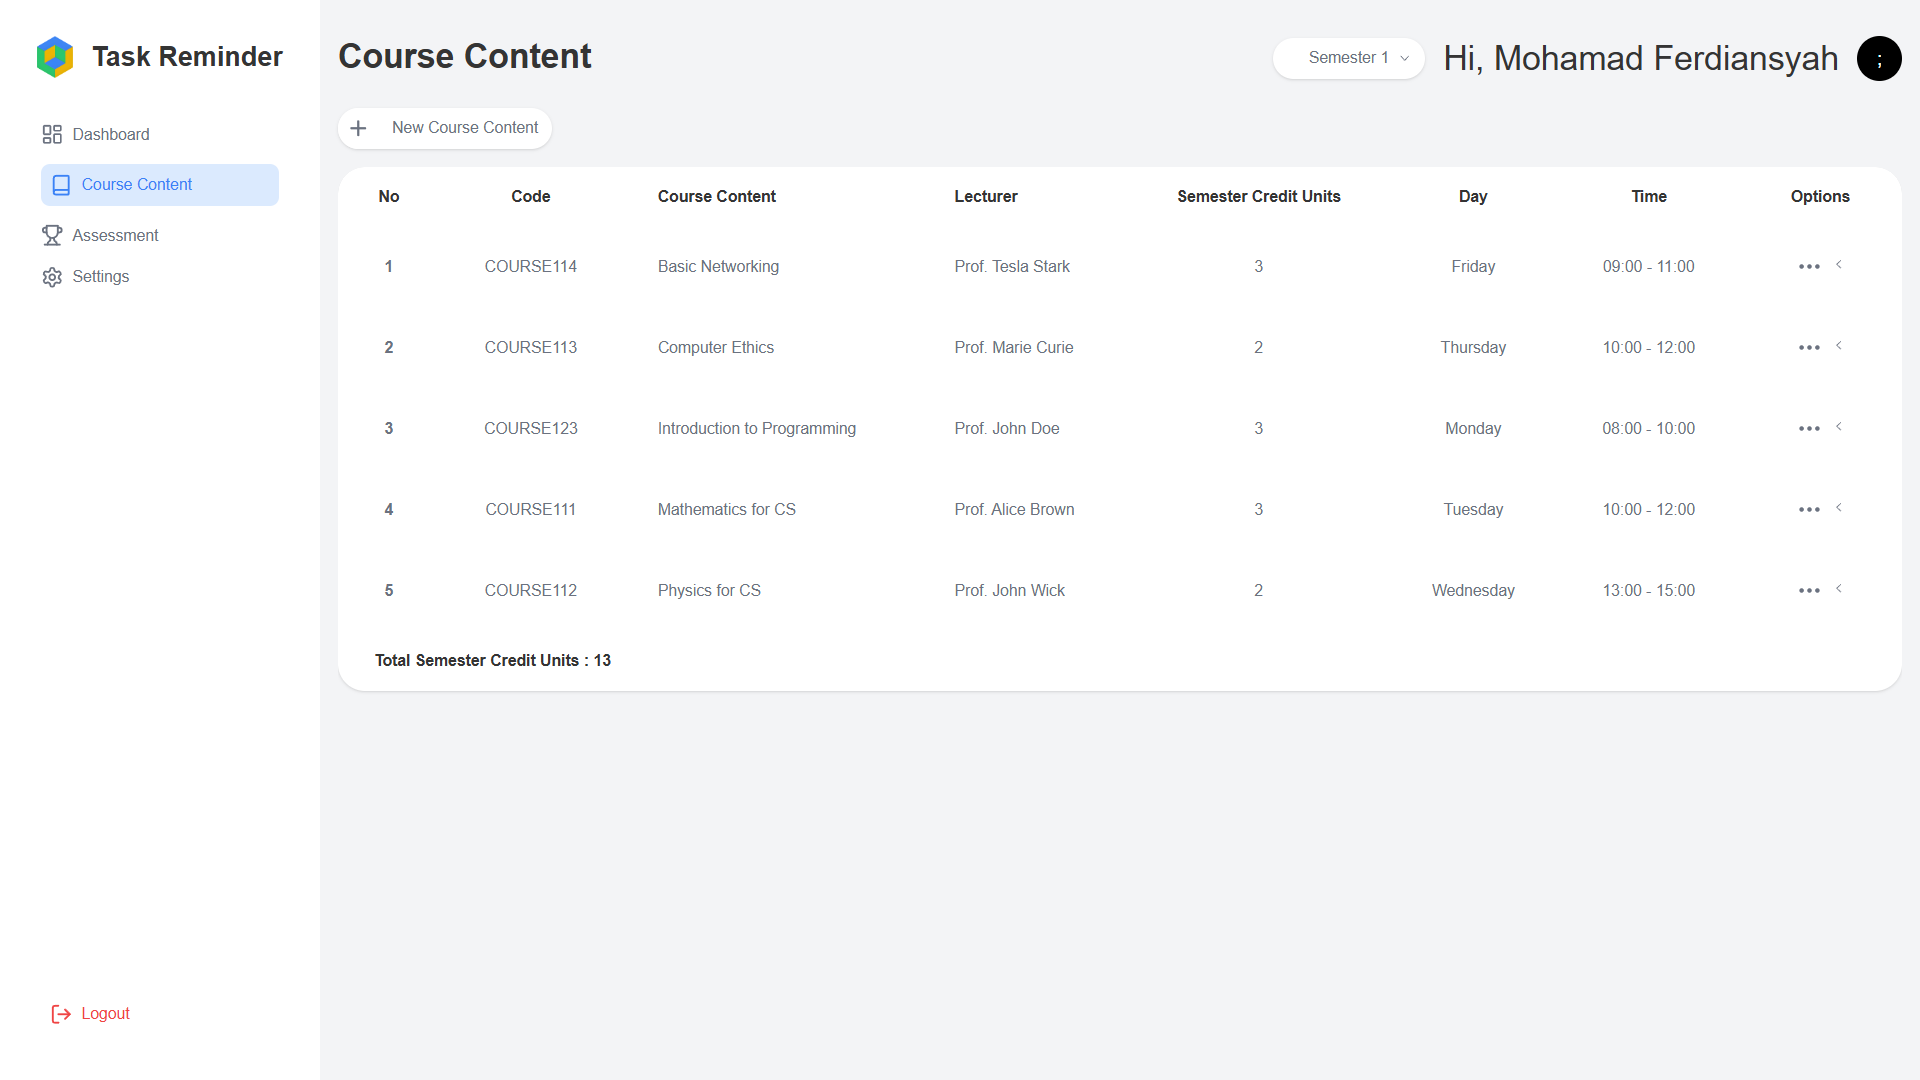 Task Reminder
Dashboard
Course Content
Assessment
Settings
Logout
Course Content
Semester 1
Hi, Mohamad Ferdiansyah
;
New Course Content
No Code Course Content Lecturer Semester Credit Units Day Time Options
1 COURSE114 Basic Networking Prof. Tesla Stark 3 Friday 09:00 - 11:00
2 COURSE113 Computer Ethics Prof. Marie Curie 2 Thursday 10:00 - 12:00
3 COURSE123 Introduction to Programming Prof. John Doe 3 Monday 08:00 - 10:00
4 COURSE111 Mathematics for CS Prof. Alice Brown 3 Tuesday 10:00 - 12:00
5 COURSE112 Physics for CS Prof. John Wick 2 Wednesday 13:00 - 15:00
Total Semester Credit Units : 13